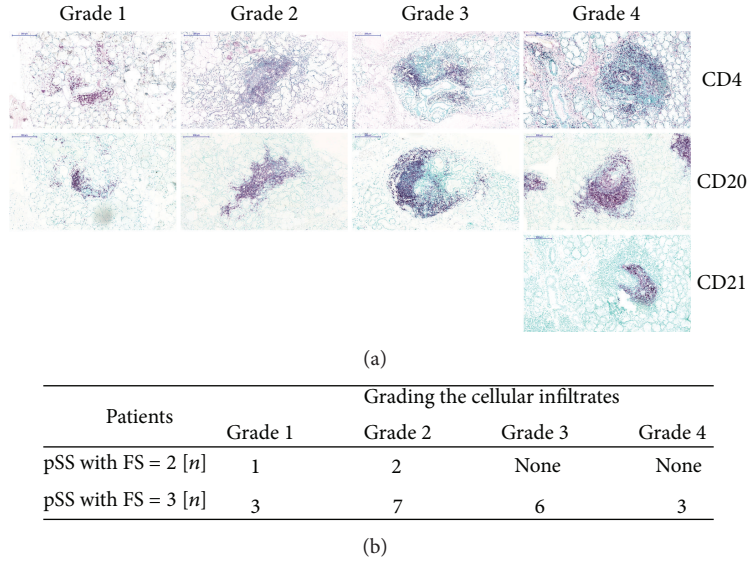 Grade 1 Grade 2 Grade 3 Grade 4
CD4
CD20
CD21
(a)
Patients Grading the cellular infiltrates
Grade 1 Grade 2 Grade 3 Grade 4
pSS with FS = 2 [n] 1 2 None None
pSS with FS = 3 [n] 3 7 6 3
(b)